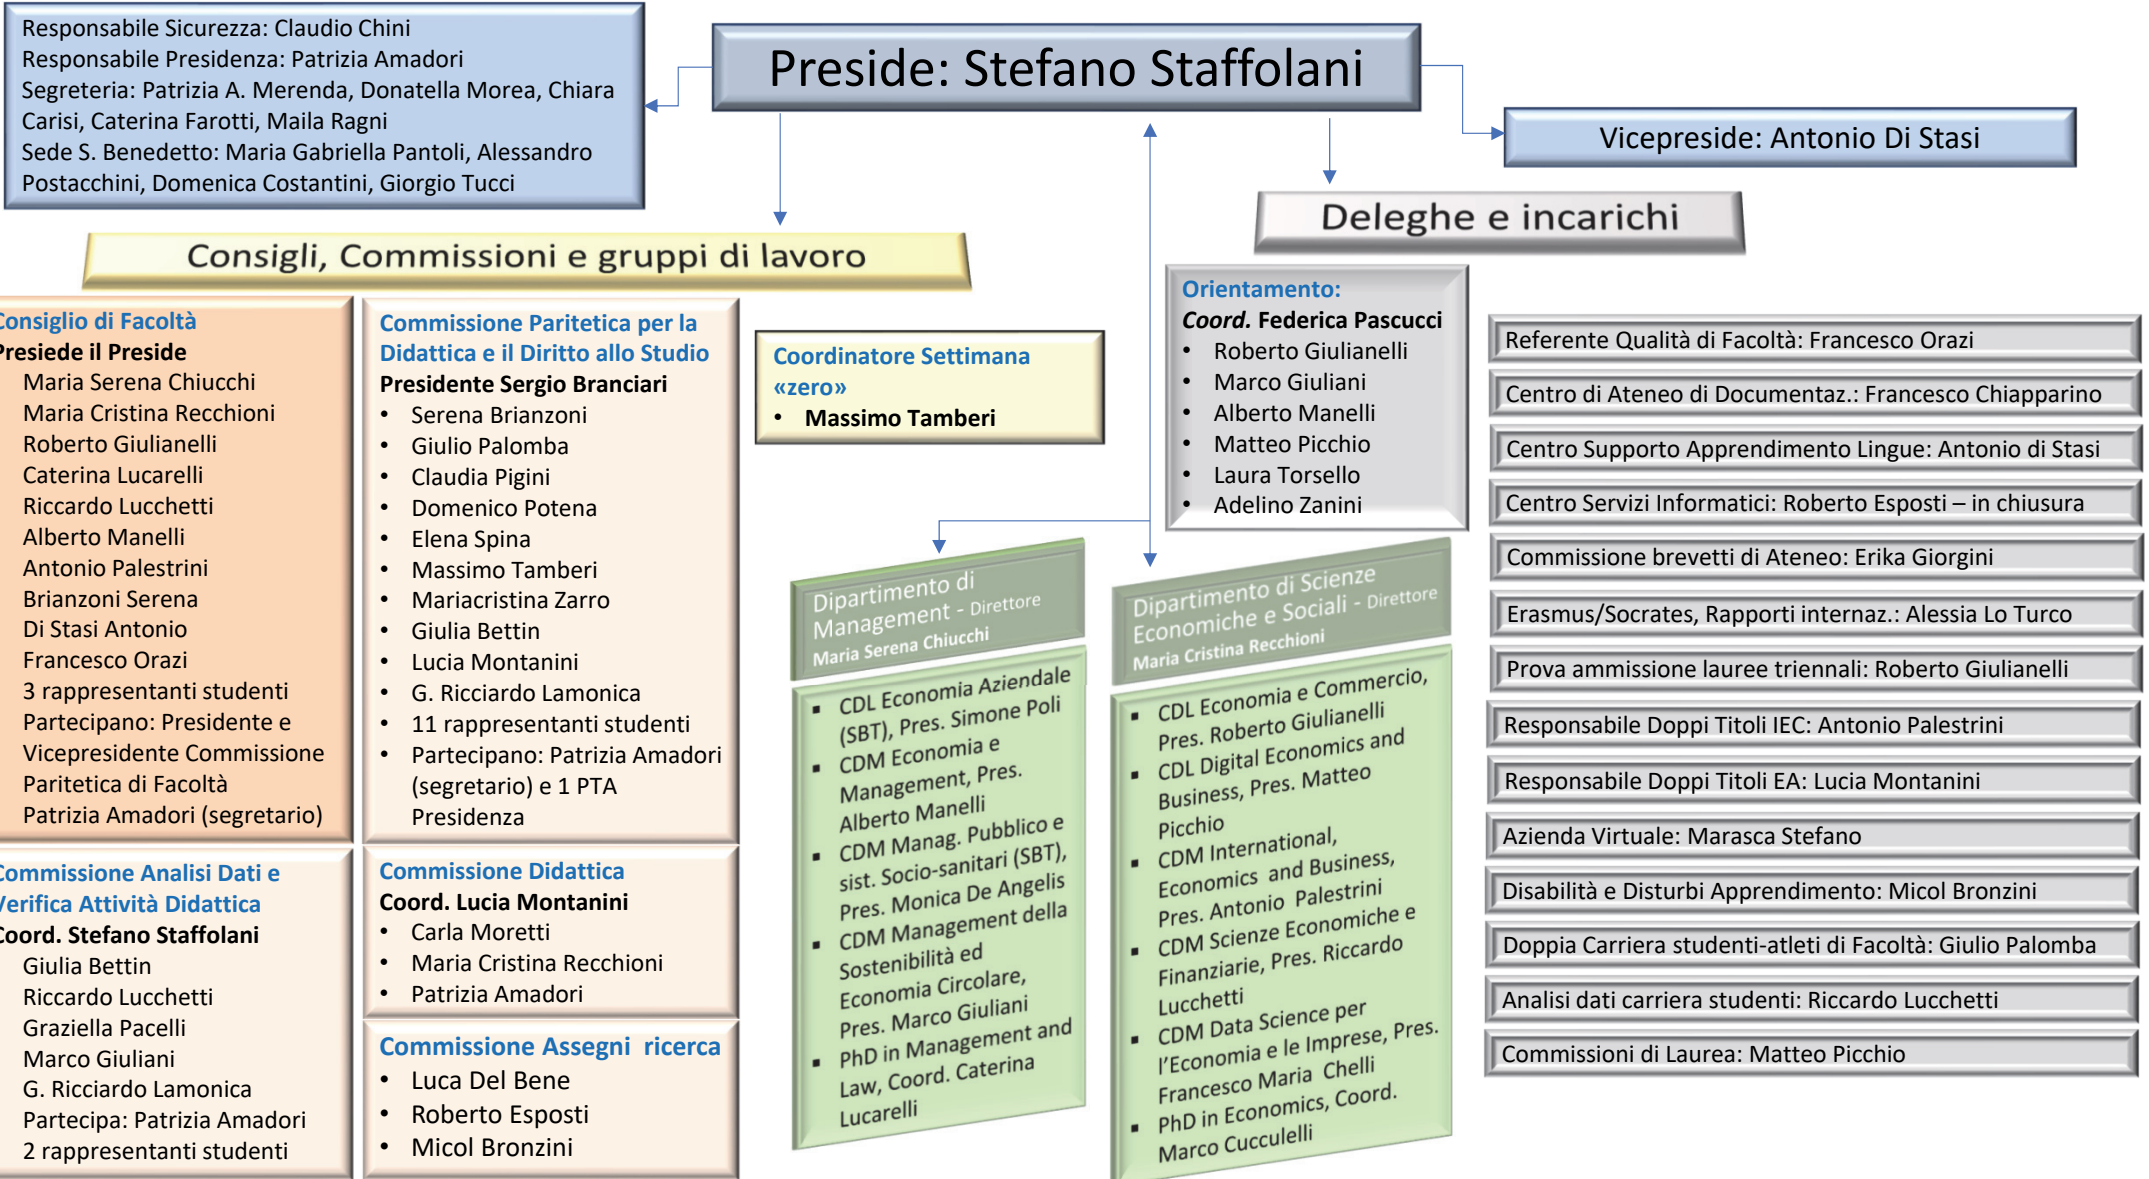 Responsabile Sicurezza: Claudio Chini
Responsabile Presidenza: Patrizia Amadori
Segreteria: Patrizia A. Merenda, Donatella Morea, Chiara
Carisi, Caterina Farotti, Maila Ragni
Sede S. Benedetto: Maria Gabriella Pantoli, Alessandro
Postacchini, Domenica Costantini, Giorgio Tucci
Preside: Stefano Staffolani
Vicepreside: Antonio Di Stasi
Consigli, Commissioni e gruppi di lavoro
Deleghe e incarichi
Consiglio di Facoltà
Presiede il Preside
Maria Serena Chiucchi
Maria Cristina Recchioni
Roberto Giulianelli
Caterina Lucarelli
Riccardo Lucchetti
Alberto Manelli
Antonio Palestrini
Brianzoni Serena
Di Stasi Antonio
Francesco Orazi
3 rappresentanti studenti
Partecipano: Presidente e
Vicepresidente Commissione
Paritetica di Facoltà
Patrizia Amadori (segretario)
Commissione Analisi Dati e
Verifica Attività Didattica
Coord. Stefano Staffolani
Giulia Bettin
Riccardo Lucchetti
Graziella Pacelli
Marco Giuliani
G. Ricciardo Lamonica
Partecipa: Patrizia Amadori
2 rappresentanti studenti
Commissione Paritetica per la
Didattica e il Diritto allo Studio
Presidente Sergio Branciari
• Serena Brianzoni
• Giulio Palomba
• Claudia Pigini
• Domenico Potena
• Elena Spina
• Massimo Tamberi
• Mariacristina Zarro
• Giulia Bettin
• Lucia Montanini
• G. Ricciardo Lamonica
• 11 rappresentanti studenti
• Partecipano: Patrizia Amadori
(segretario) e 1 PTA
Presidenza
Commissione Didattica
Coord. Lucia Montanini
• Carla Moretti
• Maria Cristina Recchioni
• Patrizia Amadori
Commissione Assegni ricerca
• Luca Del Bene
• Roberto Esposti
• Micol Bronzini
Coordinatore Settimana
«zero»
• Massimo Tamberi
Orientamento:
Coord. Federica Pascucci
• Roberto Giulianelli
• Marco Giuliani
• Alberto Manelli
• Matteo Picchio
• Laura Torsello
• Adelino Zanini
Dipartimento di
Management - Direttore
Maria Serena Chiucchi
▪ CDL Economia Aziendale
(SBT), Pres. Simone Poli
▪ CDM Economia e
Management, Pres.
Alberto Manelli
▪ CDM Manag. Pubblico e
sist. Socio-sanitari (SBT),
Pres. Monica De Angelis
▪ CDM Management della
Sostenibilità ed
Economia Circolare,
Pres. Marco Giuliani
▪ PhD in Management and
Law, Coord. Caterina
Lucarelli
Dipartimento di Scienze
Economiche e Sociali - Direttore
Maria Cristina Recchioni
▪ CDL Economia e Commercio,
Pres. Roberto Giulianelli
▪ CDL Digital Economics and
Business, Pres. Matteo
Picchio
▪ CDM International,
Economics and Business,
Pres. Antonio Palestrini
▪ CDM Scienze Economiche e
Finanziarie, Pres. Riccardo
Lucchetti
▪ CDM Data Science per
l'Economia e le Imprese, Pres.
Francesco Maria Chelli
▪ PhD in Economics, Coord.
Marco Cucculelli
Referente Qualità di Facoltà: Francesco Orazi
Centro di Ateneo di Documentaz.: Francesco Chiapparino
Centro Supporto Apprendimento Lingue: Antonio di Stasi
Centro Servizi Informatici: Roberto Esposti – in chiusura
Commissione brevetti di Ateneo: Erika Giorgini
Erasmus/Socrates, Rapporti internaz.: Alessia Lo Turco
Prova ammissione lauree triennali: Roberto Giulianelli
Responsabile Doppi Titoli IEC: Antonio Palestrini
Responsabile Doppi Titoli EA: Lucia Montanini
Azienda Virtuale: Marasca Stefano
Disabilità e Disturbi Apprendimento: Micol Bronzini
Doppia Carriera studenti-atleti di Facoltà: Giulio Palomba
Analisi dati carriera studenti: Riccardo Lucchetti
Commissioni di Laurea: Matteo Picchio